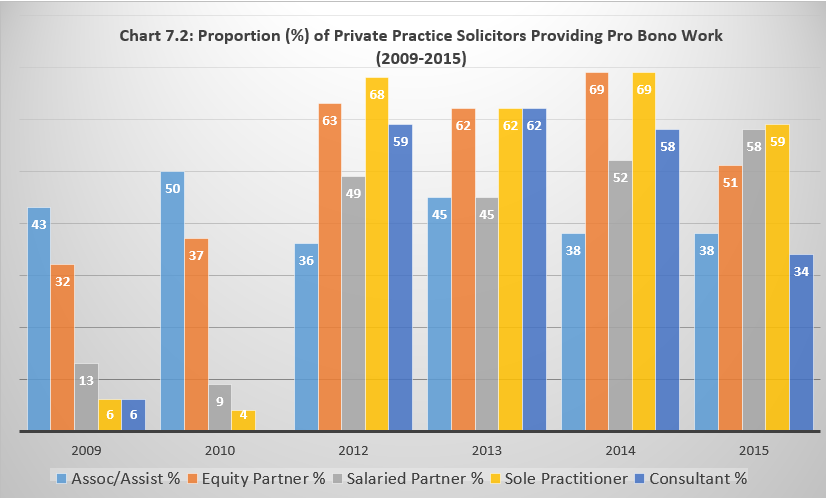 Chart 7.2: Proportion (%) of Private Practice Solicitors Providing Pro Bono Work
(2009-2015)
43 32 13 6 6
50 37 9 4
36 63 49 68 59
45 62 45 62 62
38 69 52 69 58
38 51 58 59 34
2009 2010 2012 2013 2014 2015
Assoc/Assist % Equity Partner % Salaried Partner % Sole Practitioner Consultant %